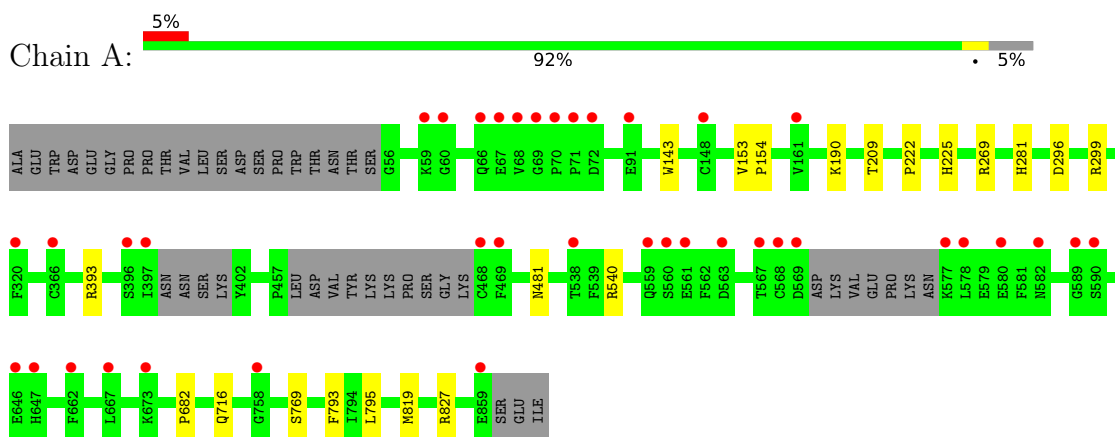 5%
Chain A:
92% • 5%
ALA GLU TRP ASP GLU GLY PRO PRO THR VAL LEU SER ASP SER PRO TRP THR ASN THR SER G56 K59 G60 Q66 E67 V68 G69 P70 P71 D72 E91 W143 C148 V153 P154 V161 K190 T209 P222 H225 R269 H281 D296 R299
F320 C366 R393 S396 I397 ASN ASN SER LYS Y402 P457 LEU ASP VAL TYR LYS LYS PRO SER GLY LYS C468 F469 N481 T538 F539 R540 Q559 S560 E561 F562 D563 T567 C568 D569 ASP LYS VAL GLU PRO LYS ASN K577 L578 E579 E580 F581 N582 G589 S590
E646 H647 F662 L667 K673 P682 Q716 G758 S769 F793 I794 L795 M819 R827 E859 SER GLU ILE